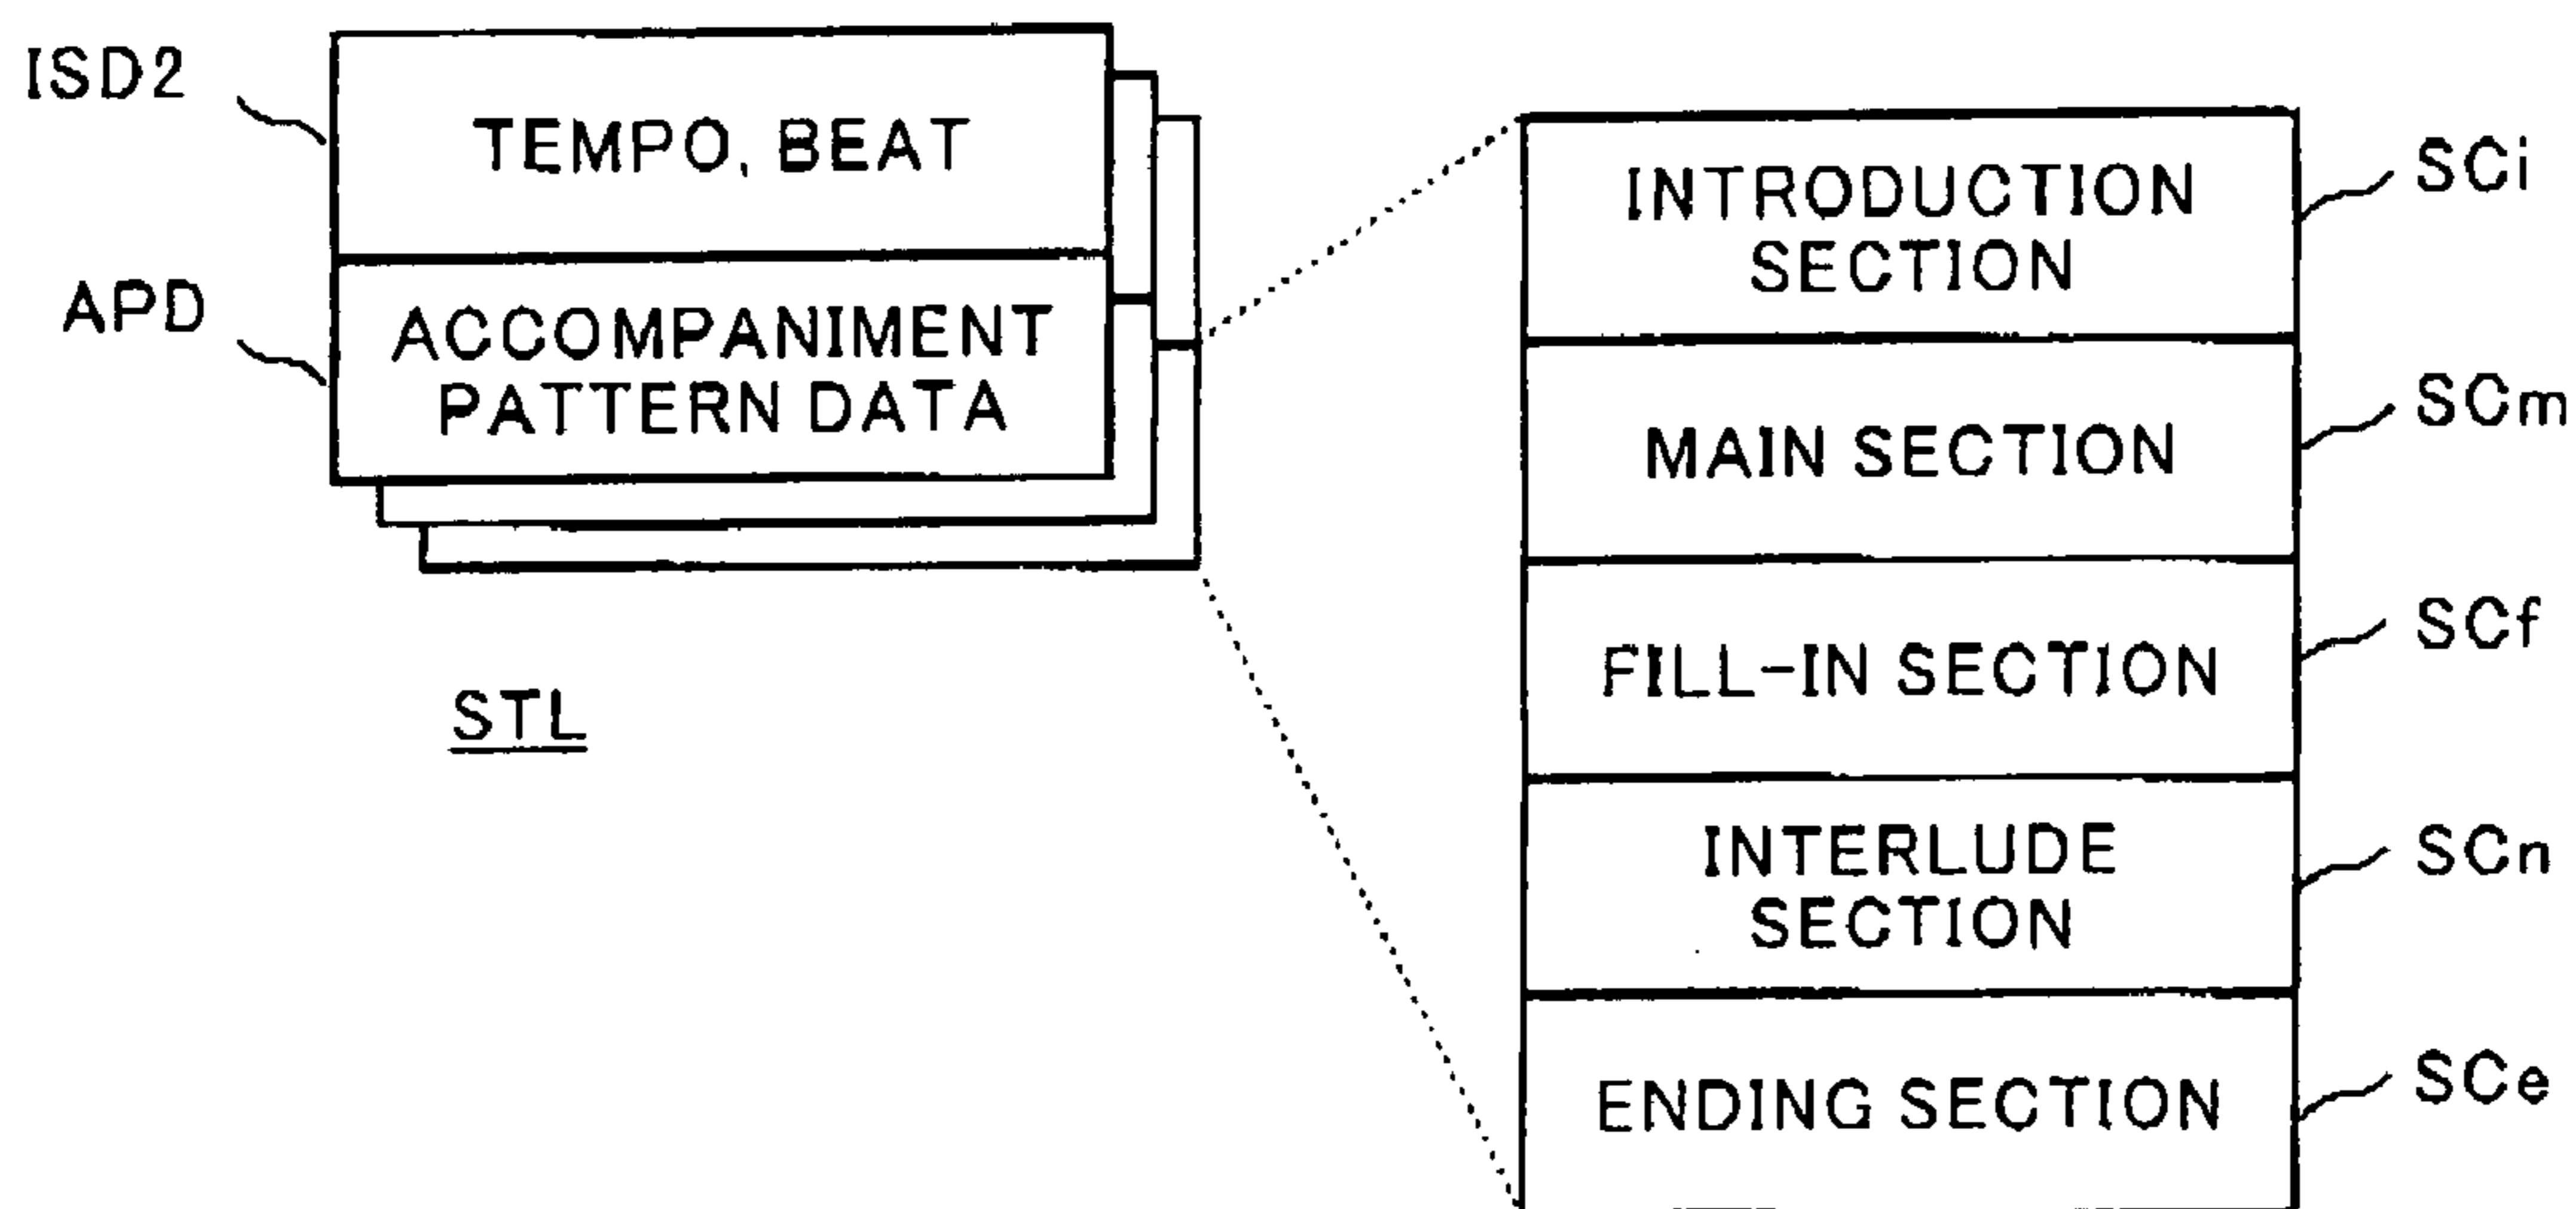 ISD2
TEMPO, BEAT
APD
ACCOMPANIMENT
PATTERN DATA
STL
INTRODUCTION
SECTION
SCi
MAIN SECTION
SCm
FILL-IN SECTION
SCf
INTERLUDE
SECTION
SCn
ENDING SECTION
SCe